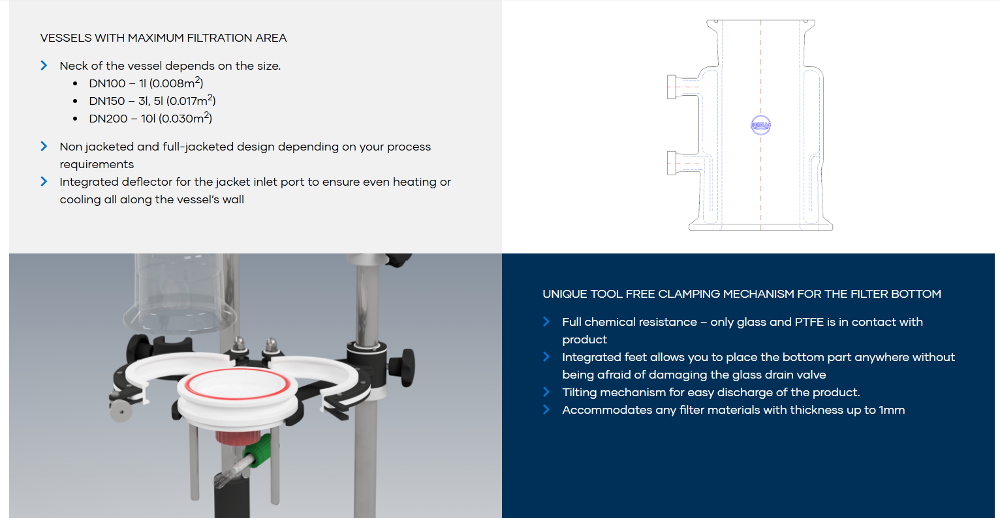 VESSELS WITH MAXIMUM FILTRATION AREA
Neck of the vessel depends on the size.
DN100 – 1l (0.008m²)
DN150 – 3l, 5l (0.017m²)
DN200 – 10l (0.030m²)
Non jacketed and full-jacketed design depending on your process
requirements
Integrated deflector for the jacket inlet port to ensure even heating or
cooling all along the vessel's wall
UNIQUE TOOL FREE CLAMPING MECHANISM FOR THE FILTER BOTTOM
Full chemical resistance – only glass and PTFE is in contact with
product
Integrated feet allows you to place the bottom part anywhere without
being afraid of damaging the glass drain valve
Tilting mechanism for easy discharge of the product.
Accommodates any filter materials with thickness up to 1mm